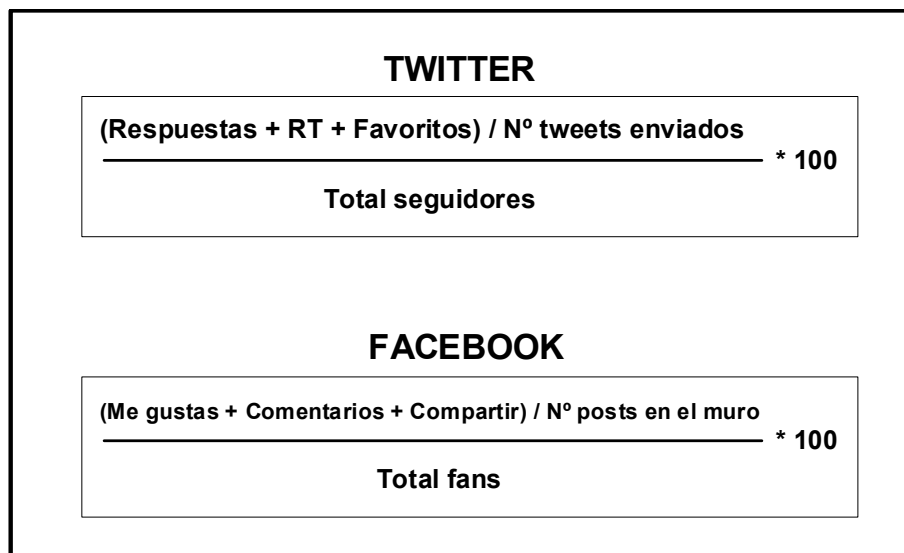 TWITTER
(Respuestas + RT + Favoritos) / Nº tweets enviados
* 100
Total seguidores
FACEBOOK
(Me gustas + Comentarios + Compartir) / Nº posts en el muro
* 100
Total fans